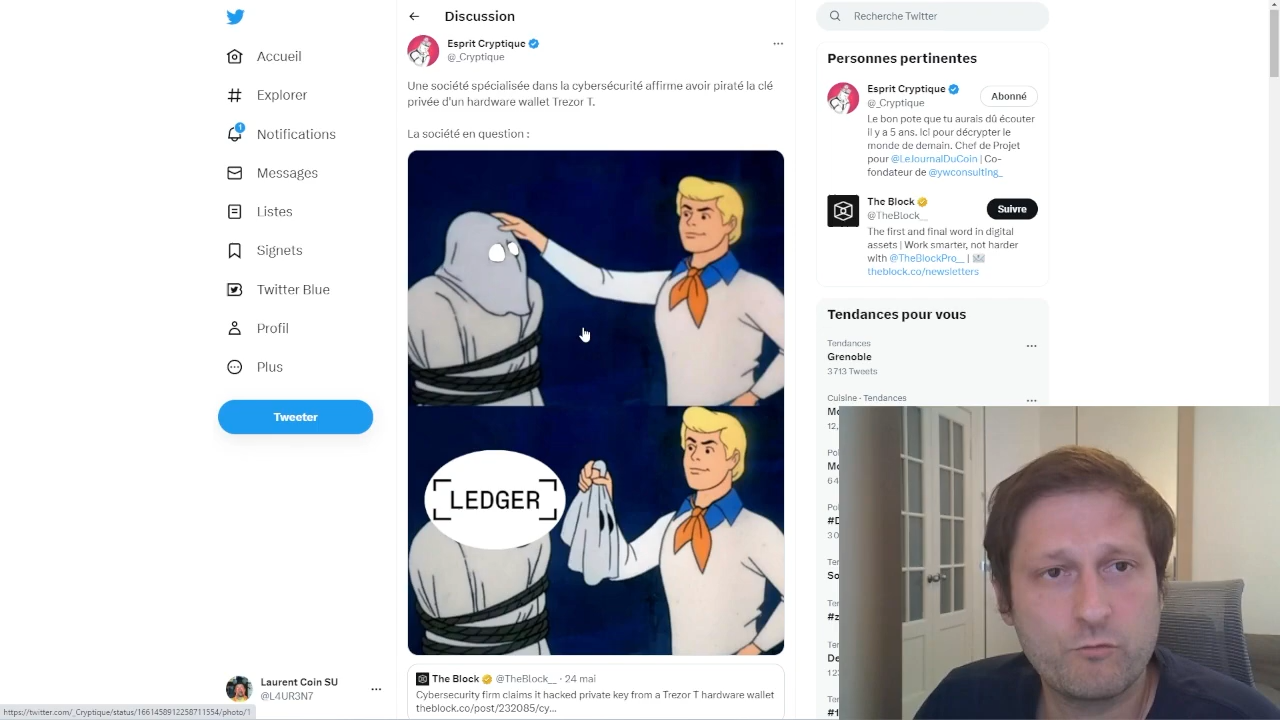 Accueil
Explorer
1
Notifications
Messages
Listes
Signets
Twitter Blue
Profil
Plus
Tweeter
Laurent Coin SU
@L4UR3N7
https://twitter.com/_Cryptique/status/1661458912258711554/photo/1
Discussion
Esprit Cryptique
@_Cryptique
Une société spécialisée dans la cybersécurité affirme avoir piraté la clé
privée d'un hardware wallet Trezor T.
La société en question :
LEDGER
The Block @TheBlock__ · 24 mai
Cybersecurity firm claims it hacked private key from a Trezor T hardware wallet
theblock.co/post/232085/cy...
Recherche Twitter
Personnes pertinentes
Esprit Cryptique
@_Cryptique
Abonné
Le bon pote que tu aurais dû écouter
il y a 5 ans. Ici pour décrypter le
monde de demain. Chef de Projet
pour @LeJournalDuCoin | Co-
fondateur de @ywconsulting_
The Block
@TheBlock__
Suivre
The first and final word in digital
assets | Work smarter, not harder
with @TheBlockPro__ |
theblock.co/newsletters
Tendances pour vous
Tendances
Grenoble
3 713 Tweets
Cuisine · Tendances